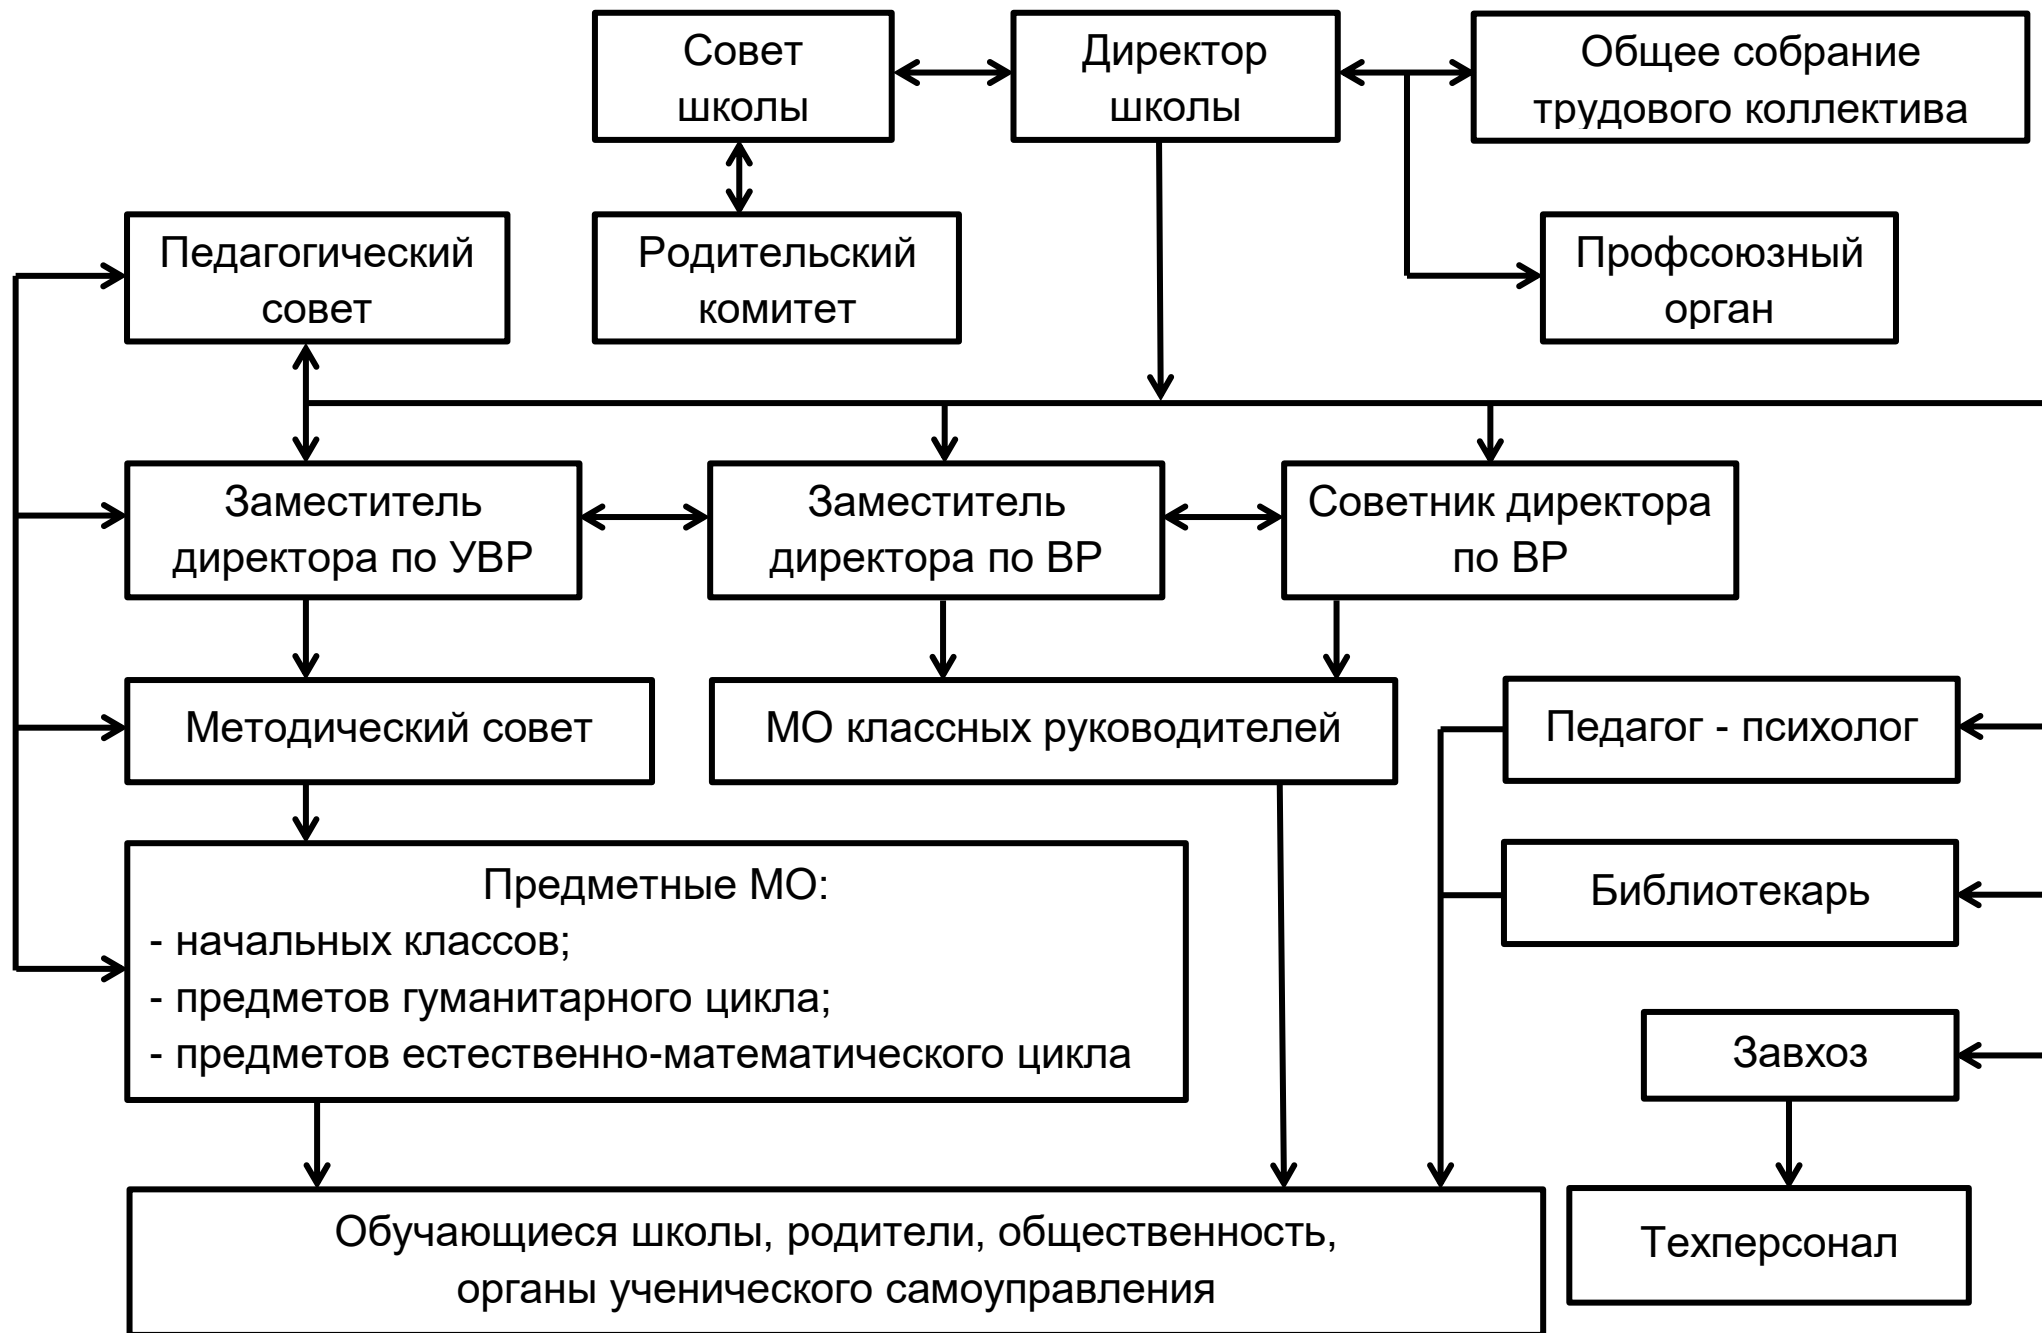 Совет
школы
Директор
школы
Общее собрание
трудового коллектива
Педагогический
совет
Родительский
комитет
Профсоюзный
орган
Заместитель
директора по УВР
Заместитель
директора по ВР
Советник директора
по ВР
Методический совет
МО классных руководителей
Педагог - психолог
Библиотекарь
Предметные МО:
- начальных классов;
- предметов гуманитарного цикла;
- предметов естественно-математического цикла
Завхоз
Обучающиеся школы, родители, общественность,
органы ученического самоуправления
Техперсонал